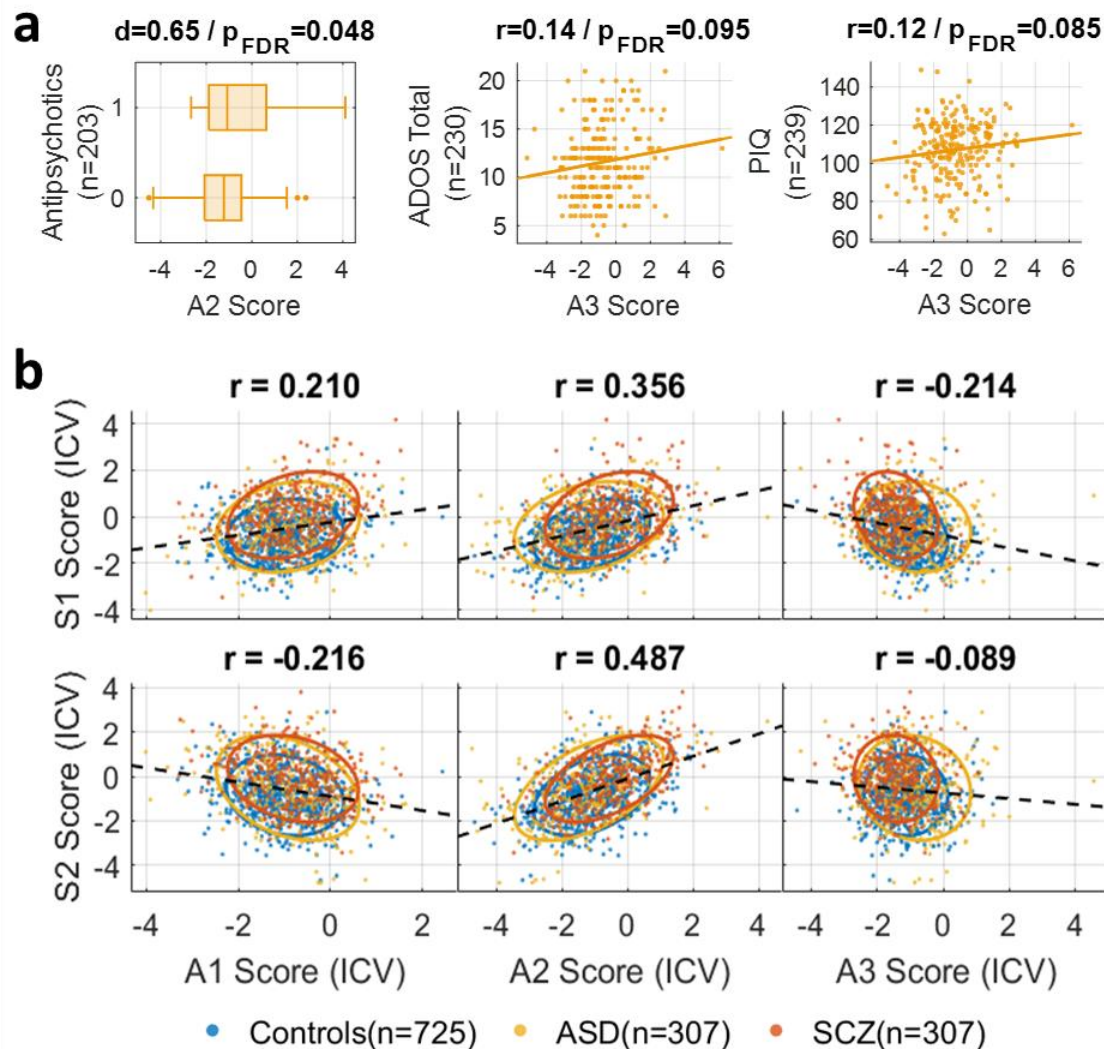 a
d=0.65 / pFDR=0.048
r=0.14 / pFDR=0.095
r=0.12 / pFDR=0.085
Antipsychotics
(n=203)
1
0
-4 -2 0 2 4
A2 Score
ADOS Total
(n=230)
20
15
10
5
-4 -2 0 2 4 6
A3 Score
PIQ
(n=239)
140
120
100
80
60
-4 -2 0 2 4 6
A3 Score
b
r = 0.210
r = 0.356
r = -0.214
S1 Score (ICV)
4
2
0
-2
-4
r = -0.216
r = 0.487
r = -0.089
S2 Score (ICV)
4
2
0
-2
-4
-4 -2 0 2
-4 -2 0 2 4
-4 -2 0 2 4
A1 Score (ICV)
A2 Score (ICV)
A3 Score (ICV)
Controls(n=725)
ASD(n=307)
SCZ(n=307)